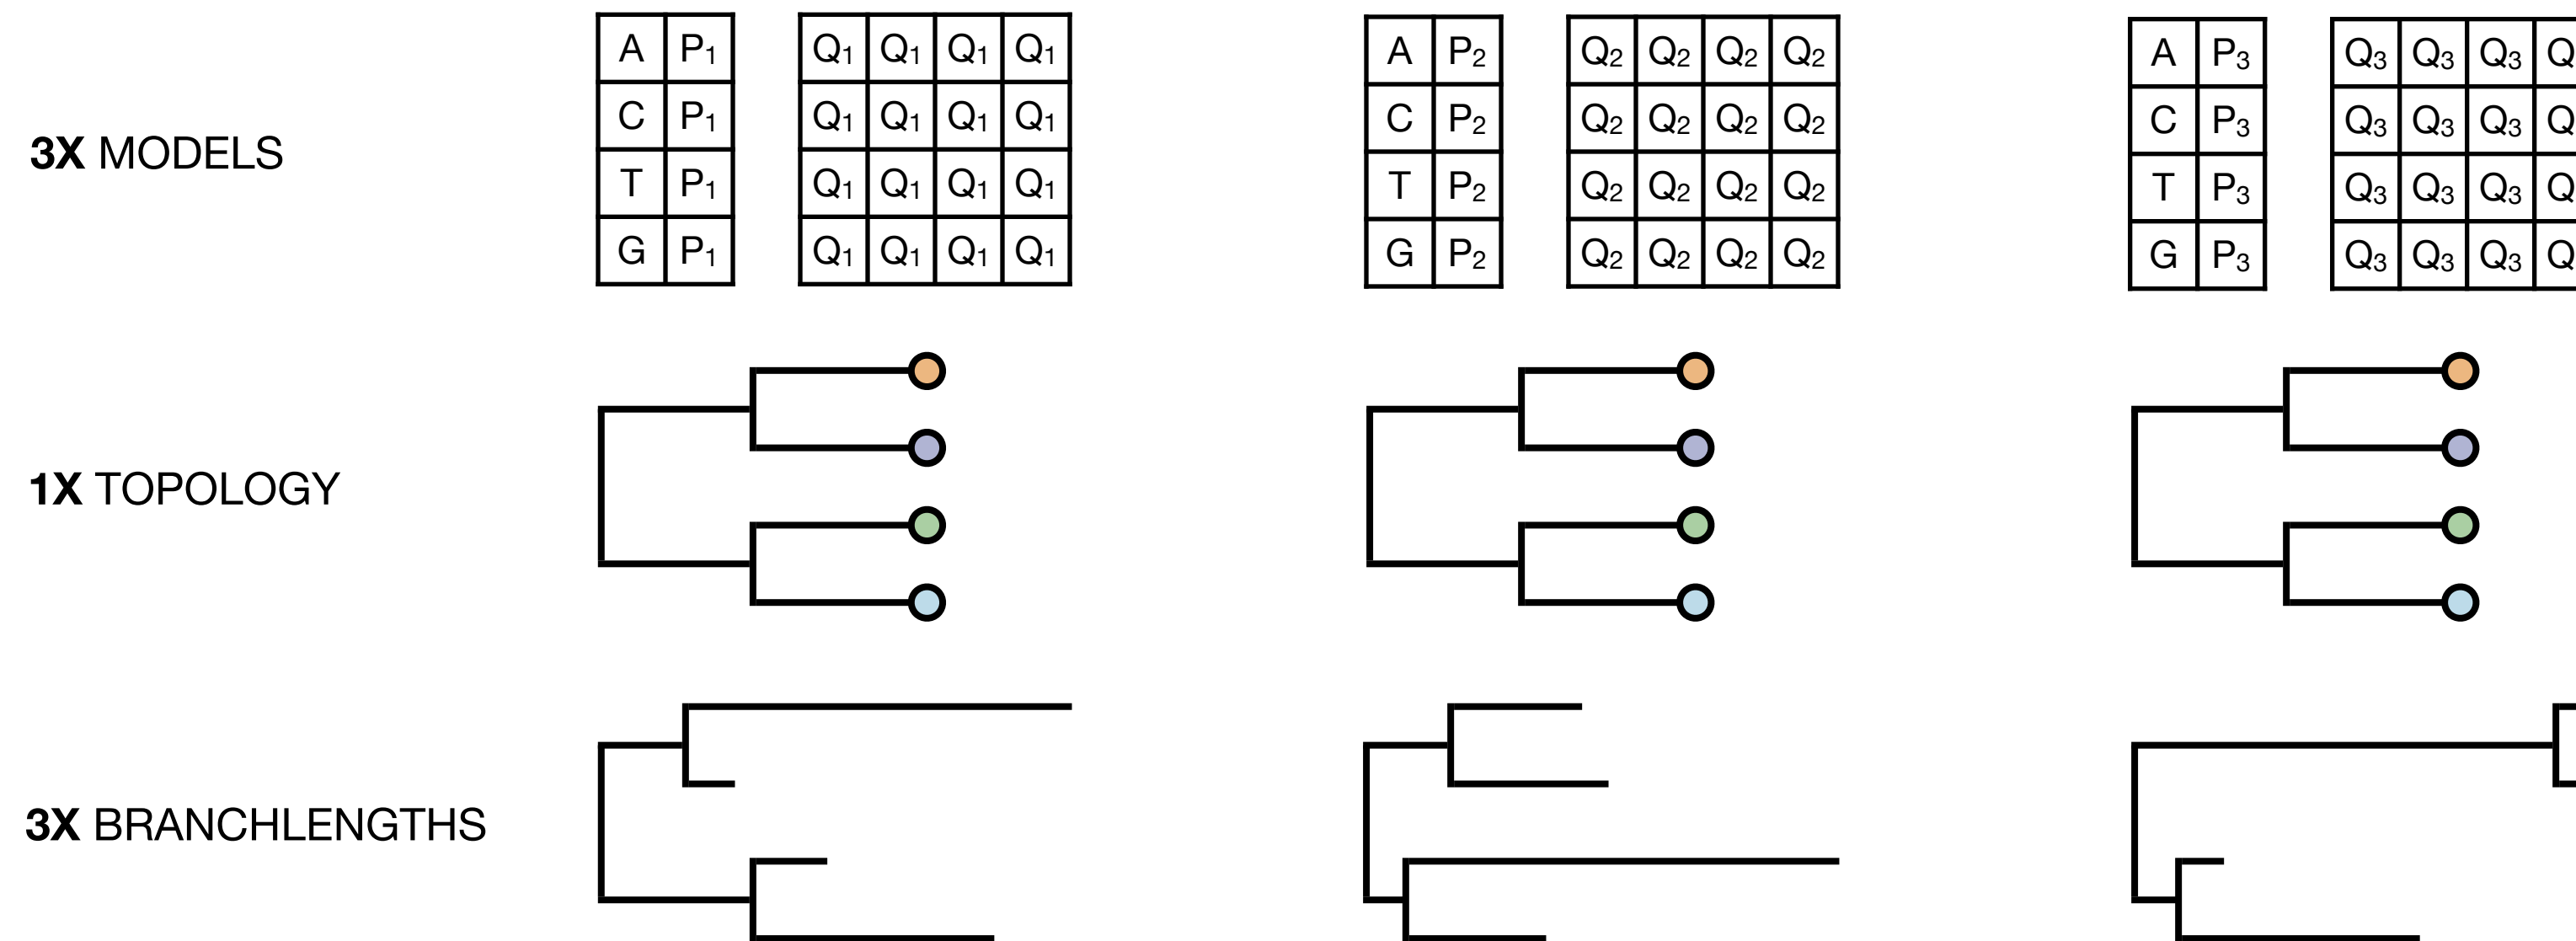 A P₁ Q₁ Q₁ Q₁ Q₁ A P₂ Q₂ Q₂ Q₂ Q₂ A P₃ Q₃ Q₃ Q₃ Q
C P₁ Q₁ Q₁ Q₁ Q₁ C P₂ Q₂ Q₂ Q₂ Q₂ C P₃ Q₃ Q₃ Q₃ Q
3X MODELS
T P₁ Q₁ Q₁ Q₁ Q₁ T P₂ Q₂ Q₂ Q₂ Q₂ T P₃ Q₃ Q₃ Q₃ Q
G P₁ Q₁ Q₁ Q₁ Q₁ G P₂ Q₂ Q₂ Q₂ Q₂ G P₃ Q₃ Q₃ Q₃ Q
1X TOPOLOGY
3X BRANCHLENGTHS